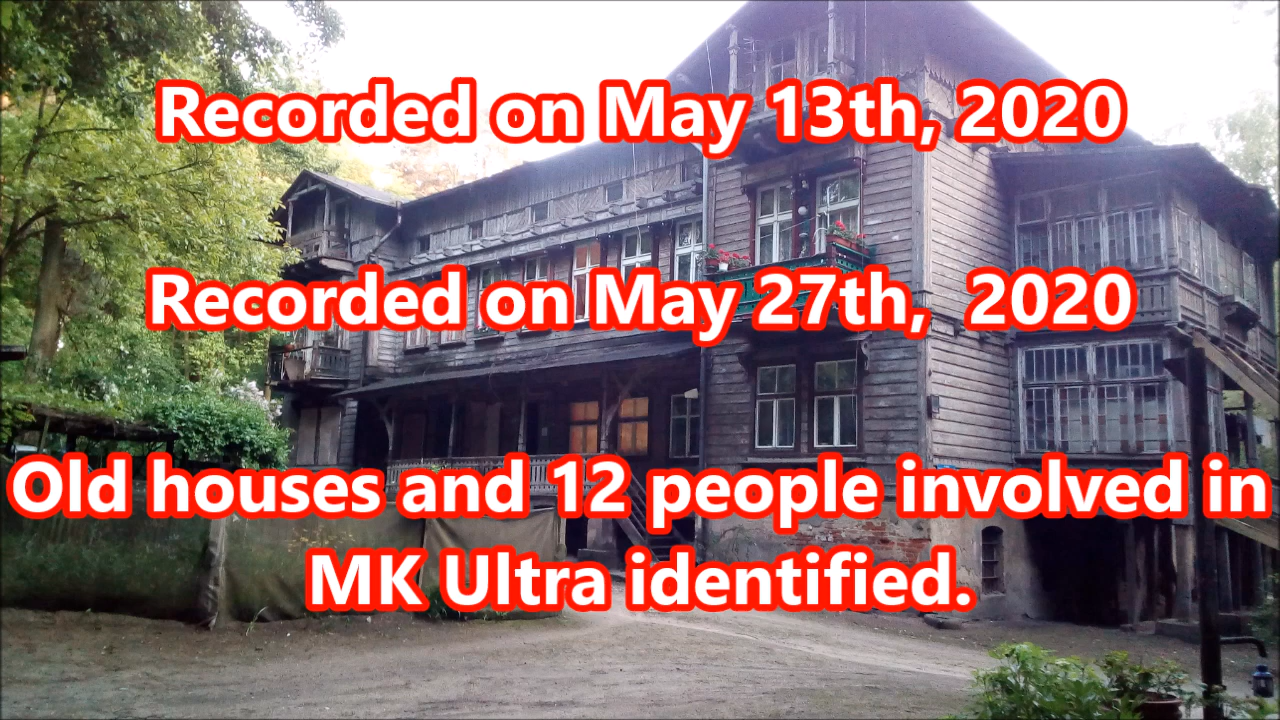 Recorded on May 13th, 2020
Recorded on May 27th,  2020
Old houses and 12 people involved in
MK Ultra identified.